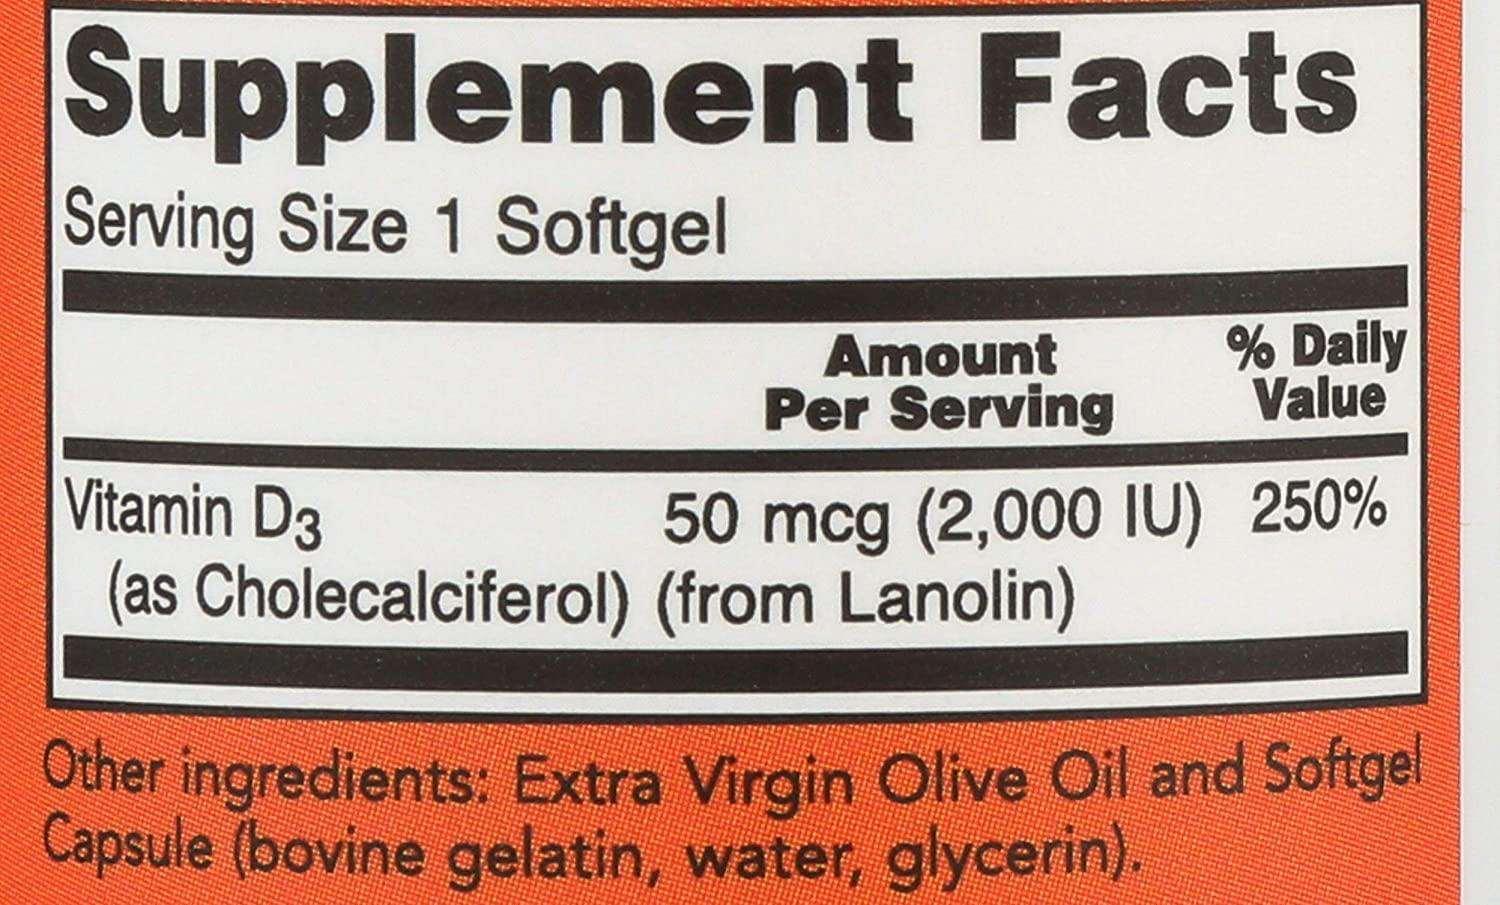 Supplement Facts
Serving Size 1 Softgel
Amount Per Serving
% Daily Value
Vitamin D3 50 mcg (2,000 IU) 250%
(as Cholecalciferol) (from Lanolin)
Other ingredients: Extra Virgin Olive Oil and Softgel
Capsule (bovine gelatin, water, glycerin).